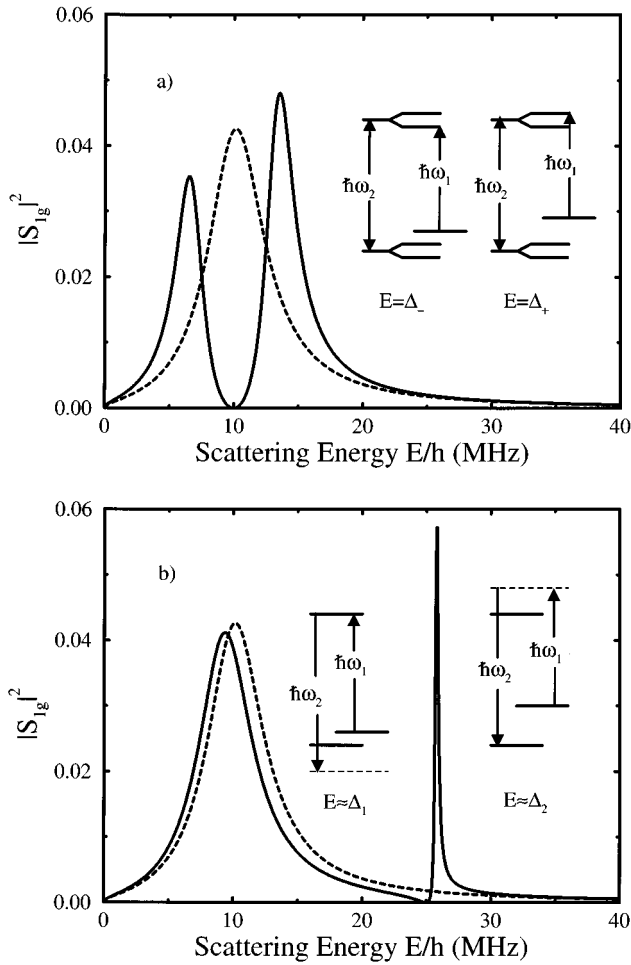 0.06
a)
0.04
ħω₂
ħω₁
ħω₂
ħω₁
|S₁g|²
0.02
E=Δ₋
E=Δ₊
0.00
0
10
20
30
40
Scattering Energy E/h (MHz)
0.06
b)
0.04
ħω₂
ħω₁
ħω₂
ħω₁
|S₁g|²
0.02
E≈Δ₁
E≈Δ₂
0.00
0
10
20
30
40
Scattering Energy E/h (MHz)